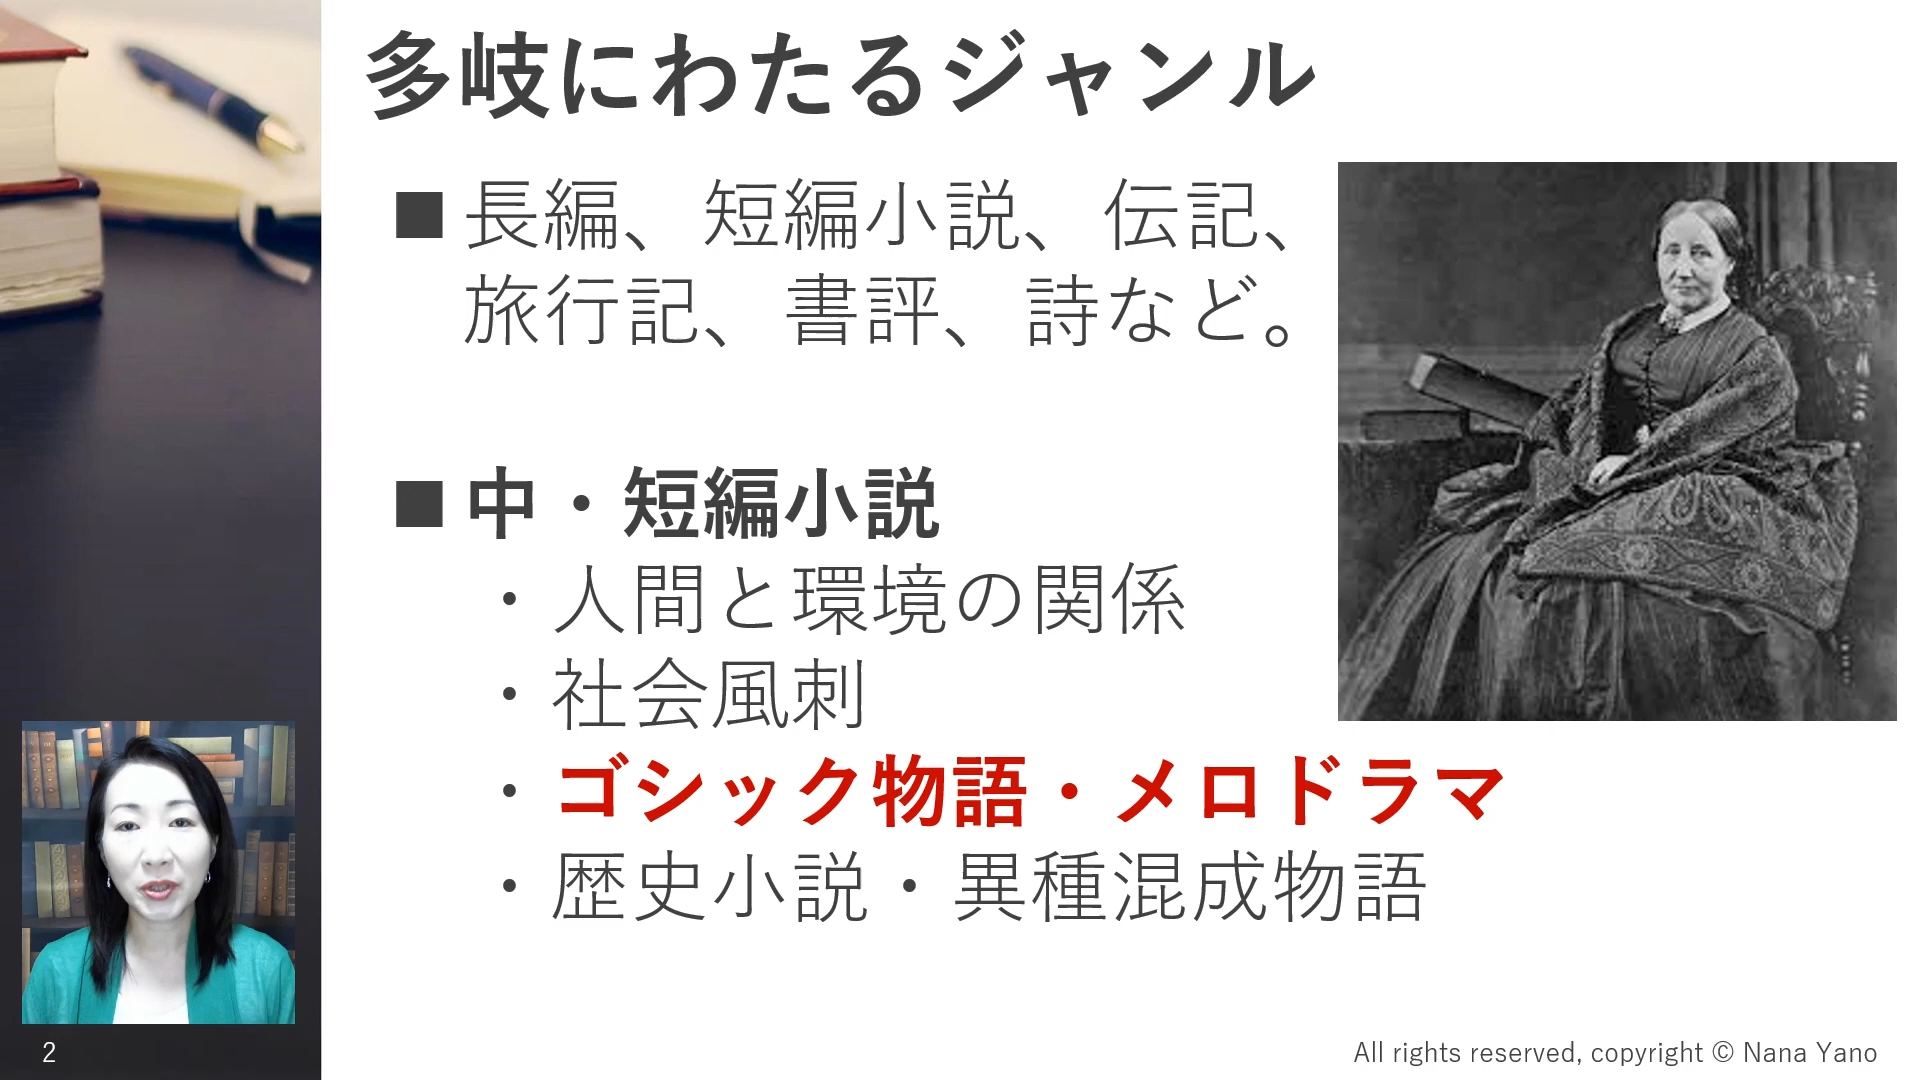 多岐にわたるジャンル
■長編、短編小説、伝記、
旅行記、書評、詩など。
■中・短編小説
・人間と環境の関係
・社会風刺
・ゴシック物語・メロドラマ
・歴史小説・異種混成物語
2
All rights reserved, copyright © Nana Yano